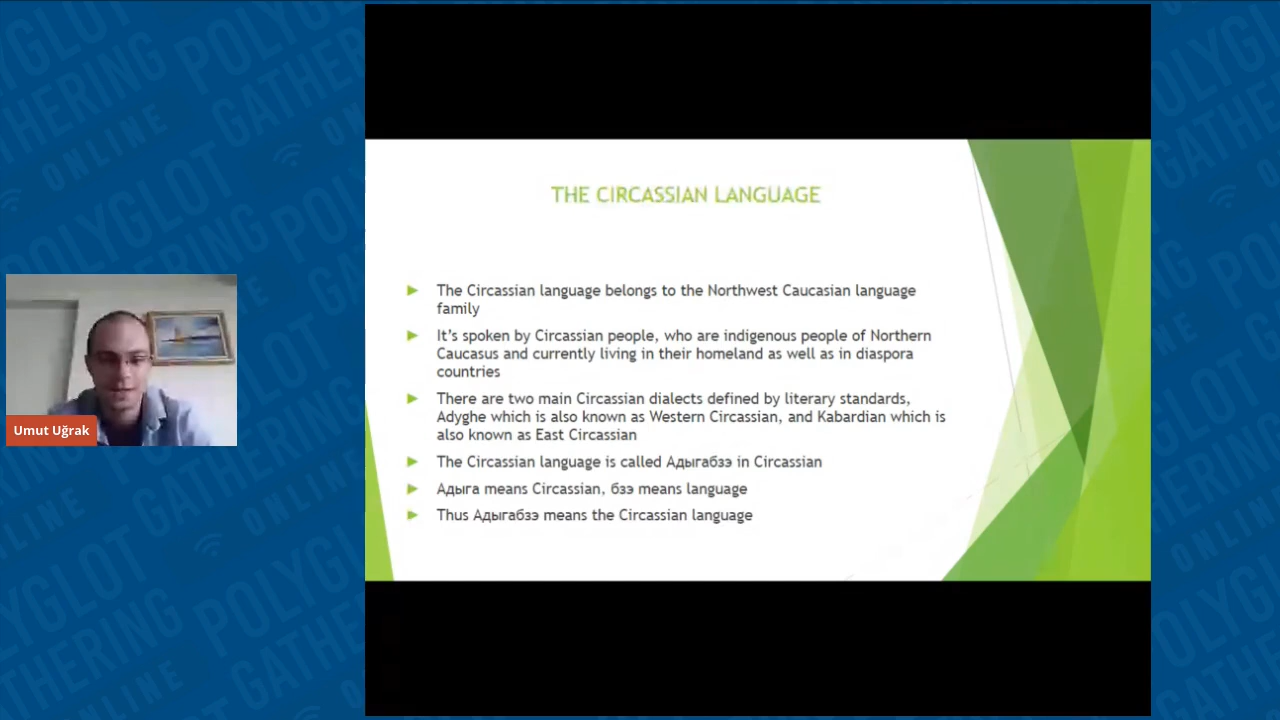 THE CIRCASSIAN LANGUAGE
The Circassian language belongs to the Northwest Caucasian language
family
It's spoken by Circassian people, who are indigenous people of Northern
Caucasus and currently living in their homeland as well as in diaspora
countries
There are two main Circassian dialects defined by literary standards,
Adyghe which is also known as Western Circassian, and Kabardian which is
also known as East Circassian
The Circassian language is called Адыгабзэ in Circassian
Адыга means Circassian, бзэ means language
Thus Адыгабзэ means the Circassian language
Umut Uğrak
POLYGLOT
GATHERING
ONLINE